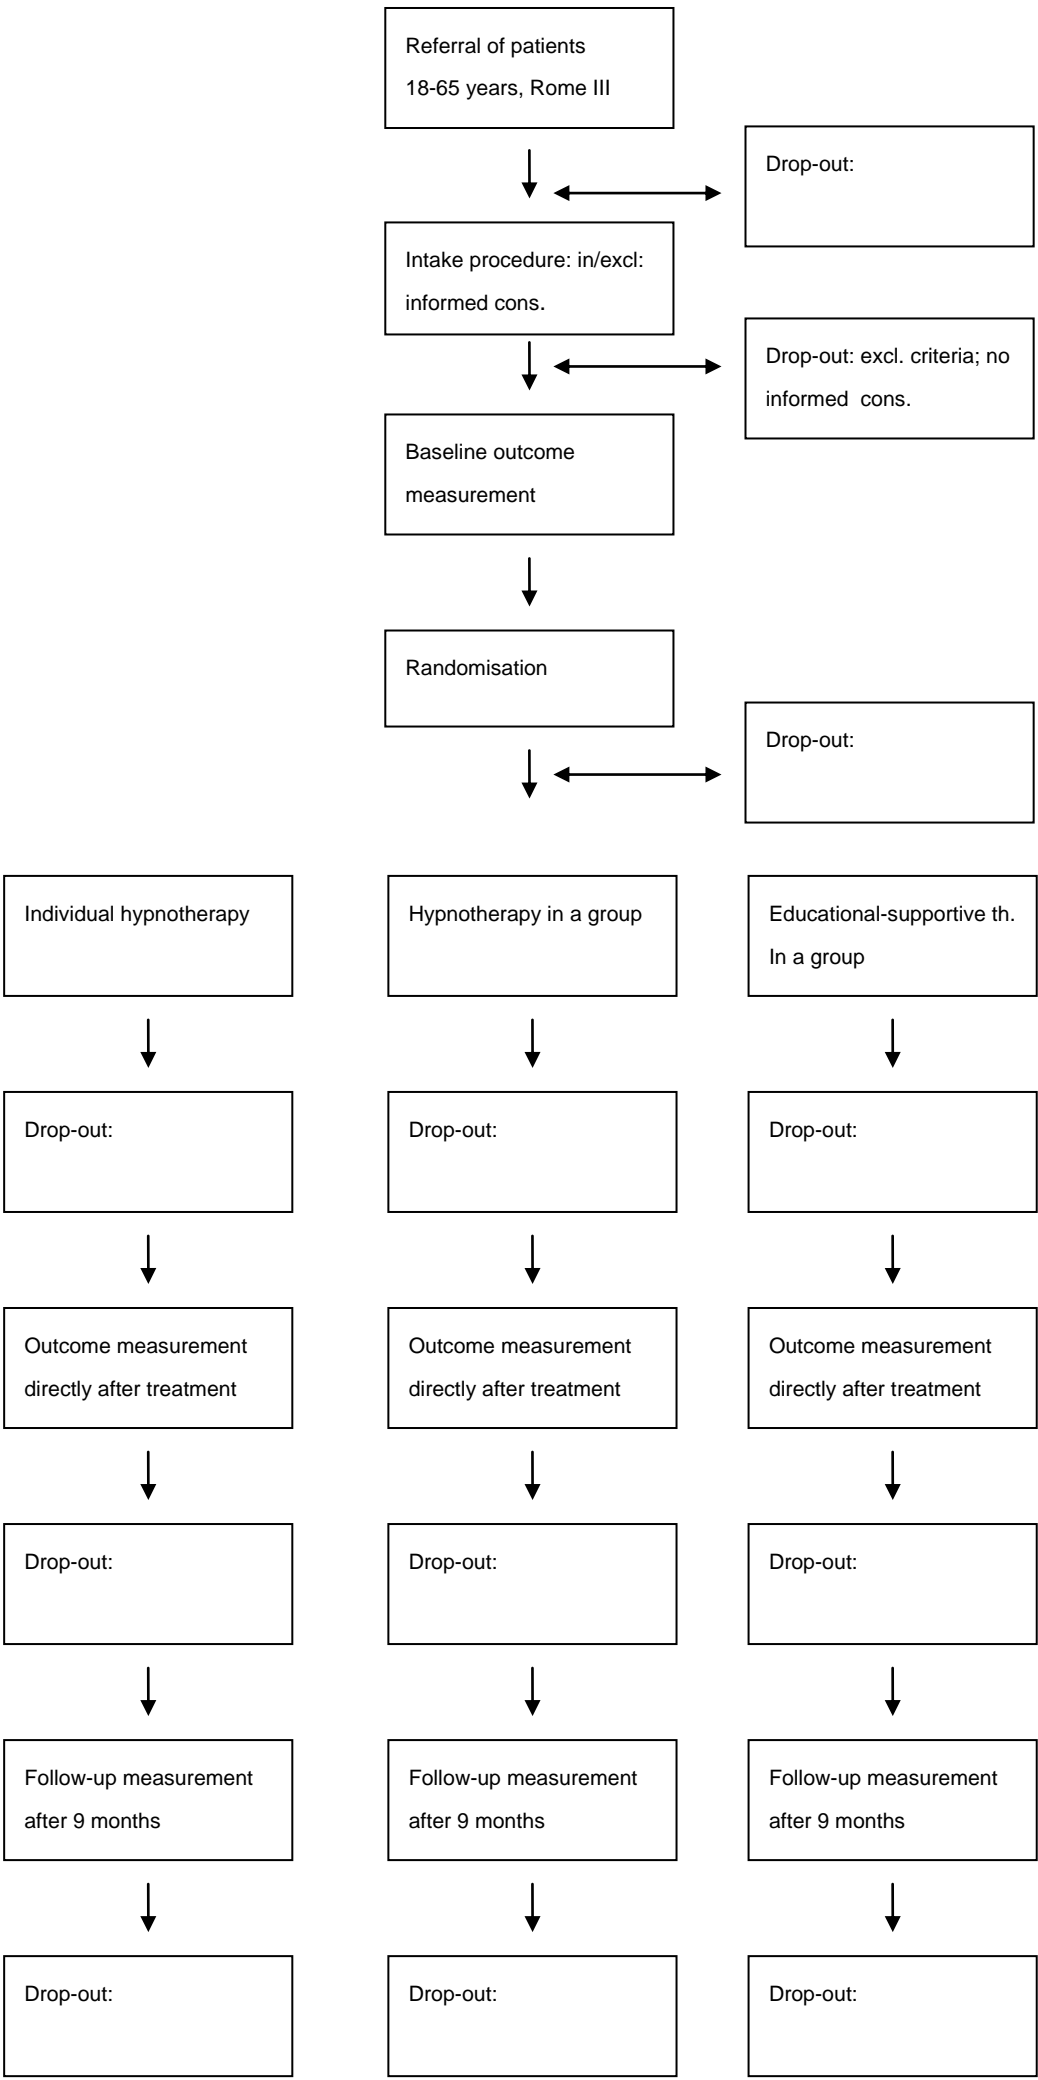 Referral of patients
18-65 years, Rome III
Drop-out:
Intake procedure: in/excl:
informed cons.
Drop-out: excl. criteria; no
informed cons.
Baseline outcome
measurement
Randomisation
Drop-out:
Individual hypnotherapy
Hypnotherapy in a group
Educational-supportive th.
In a group
Drop-out:
Drop-out:
Drop-out:
Outcome measurement
directly after treatment
Outcome measurement
directly after treatment
Outcome measurement
directly after treatment
Drop-out:
Drop-out:
Drop-out:
Follow-up measurement
after 9 months
Follow-up measurement
after 9 months
Follow-up measurement
after 9 months
Drop-out:
Drop-out:
Drop-out: